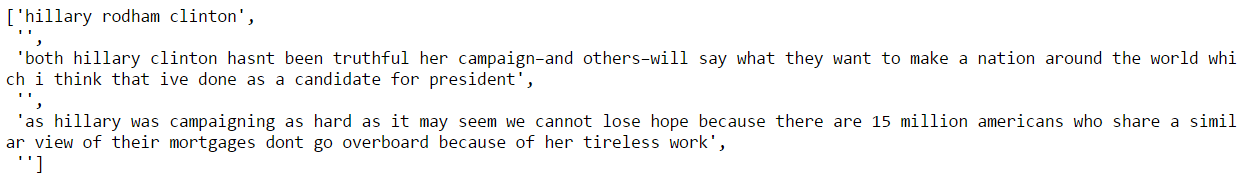 ['hillary rodham clinton',
 '',
 'both hillary clinton hasnt been truthful her campaign–and others–will say what they want to make a nation around the world whi
ch i think that ive done as a candidate for president',
 '',
 'as hillary was campaigning as hard as it may seem we cannot lose hope because there are 15 million americans who share a simil
ar view of their mortgages dont go overboard because of her tireless work',
 '']